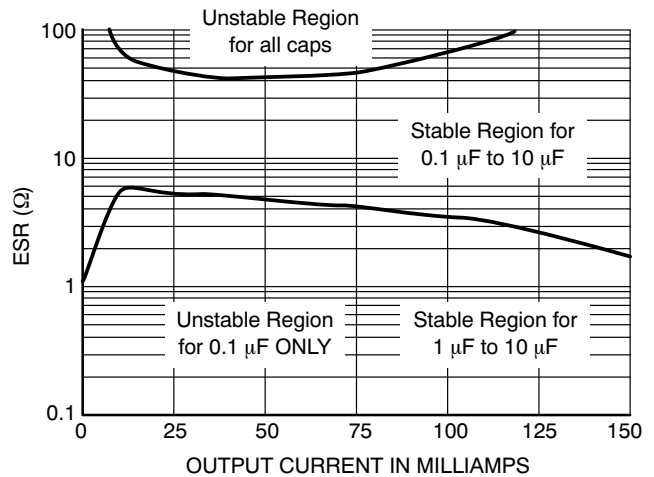 Unstable Region
for all caps
100
Stable Region for
0.1 μF to 10 μF
10
ESR (Ω)
1
Unstable Region
for 0.1 μF ONLY
Stable Region for
1 μF to 10 μF
0.1
0 25 50 75 100 125 150
OUTPUT CURRENT IN MILLIAMPS